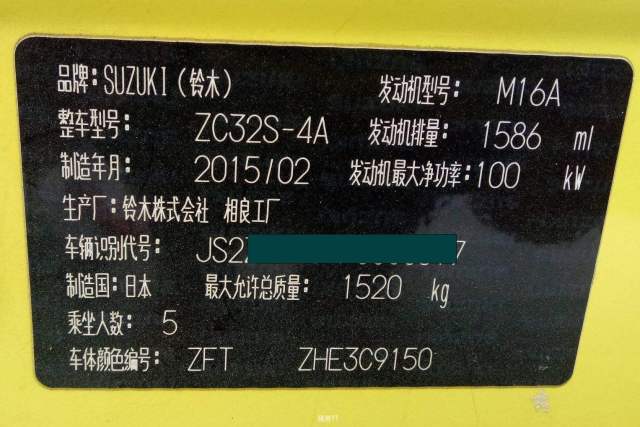 品牌：SUZUKI（铃木） 发动机型号： M16A
整车型号： ZC32S-4A 发动机排量：1586 ml
制造年月： 2015/02 发动机最大净功率：100 kW
生产厂：铃木株式会社 相良工厂
车辆识别代号： JS2Z 7
制造国：日本 最大允许总质量： 1520 kg
乘坐人数： 5
车体颜色编号： ZFT ZHE3C9150